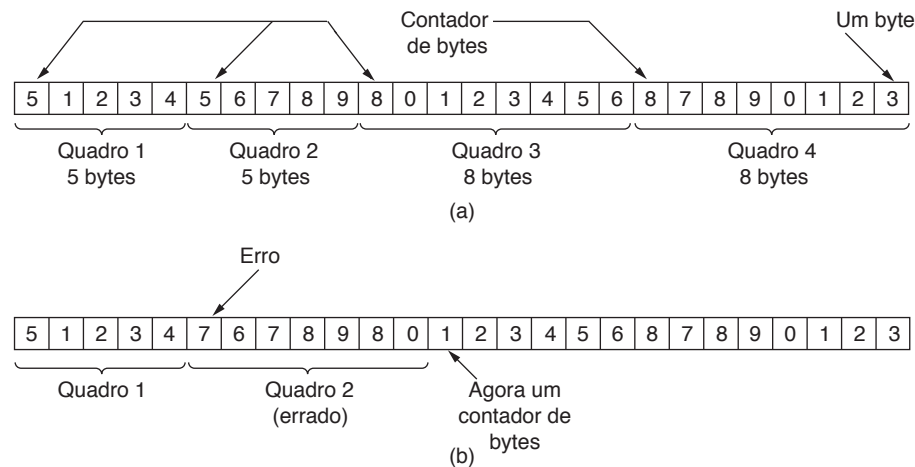 Contador
de bytes
Um byte
5 1 2 3 4 5 6 7 8 9 8 0 1 2 3 4 5 6 8 7 8 9 0 1 2 3
Quadro 1
5 bytes
Quadro 2
5 bytes
Quadro 3
8 bytes
Quadro 4
8 bytes
(a)
Erro
5 1 2 3 4 7 6 7 8 9 8 0 1 2 3 4 5 6 8 7 8 9 0 1 2 3
Quadro 1
Quadro 2
(errado)
Agora um
contador de
bytes
(b)